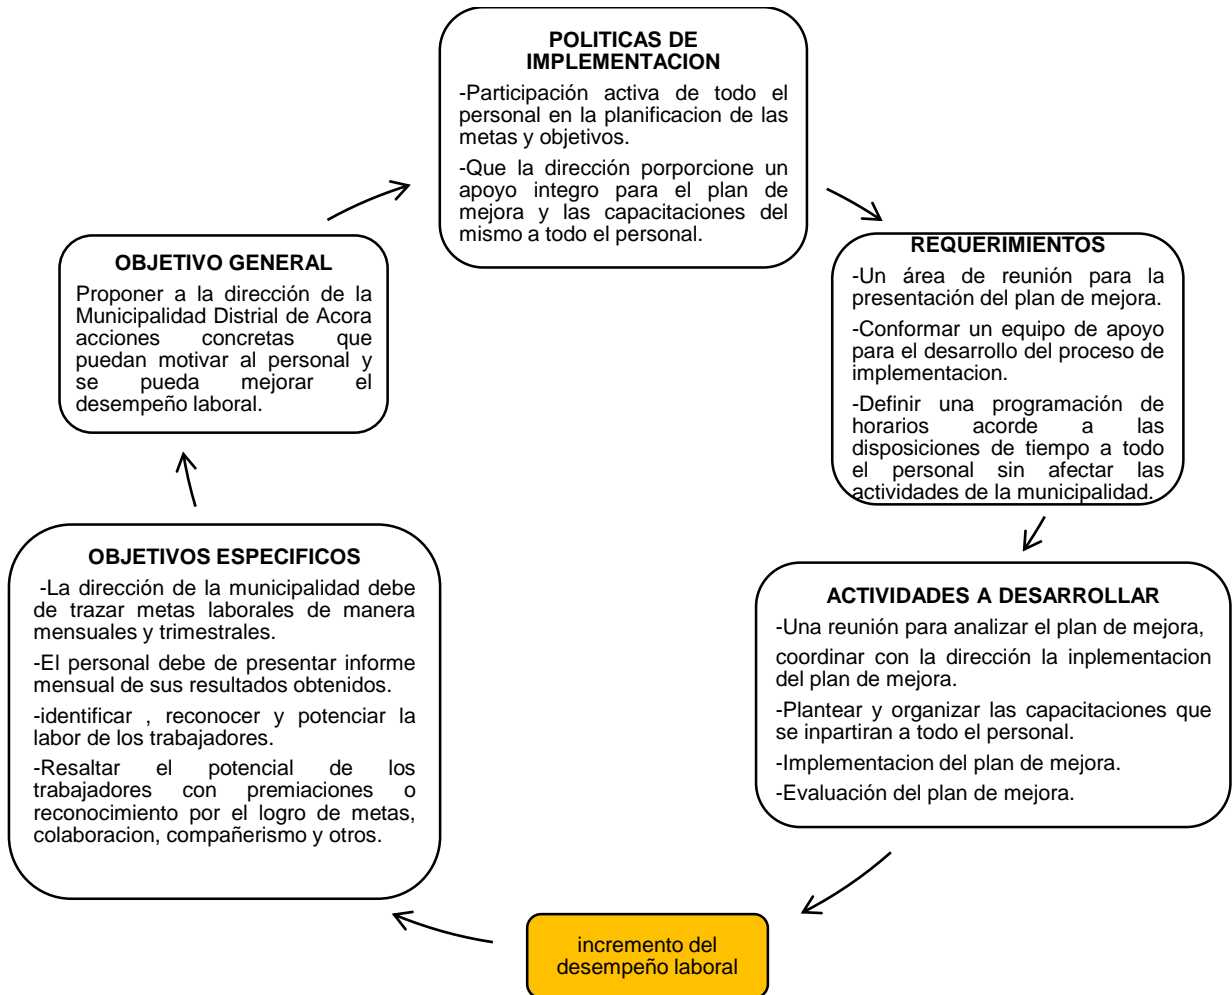 POLITICAS DE
IMPLEMENTACION
-Participación activa de todo el
personal en la planificacion de las
metas y objetivos.
-Que la dirección porporcione un
apoyo integro para el plan de
mejora y las capacitaciones del
mismo a todo el personal.
REQUERIMIENTOS
-Un área de reunión para la
presentación del plan de mejora.
-Conformar un equipo de apoyo
para el desarrollo del proceso de
implementacion.
-Definir una programación de
horarios acorde a las
disposiciones de tiempo a todo
el personal sin afectar las
actividades de la municipalidad.
ACTIVIDADES A DESARROLLAR
-Una reunión para analizar el plan de mejora,
coordinar con la dirección la inplementacion
del plan de mejora.
-Plantear y organizar las capacitaciones que
se inpartiran a todo el personal.
-Implementacion del plan de mejora.
-Evaluación del plan de mejora.
incremento del
desempeño laboral
OBJETIVOS ESPECIFICOS
-La dirección de la municipalidad debe
de trazar metas laborales de manera
mensuales y trimestrales.
-El personal debe de presentar informe
mensual de sus resultados obtenidos.
-identificar , reconocer y potenciar la
labor de los trabajadores.
-Resaltar el potencial de los
trabajadores con premiaciones o
reconocimiento por el logro de metas,
colaboracion, compañerismo y otros.
OBJETIVO GENERAL
Proponer a la dirección de la
Municipalidad Distrial de Acora
acciones concretas que
puedan motivar al personal y
se pueda mejorar el
desempeño laboral.